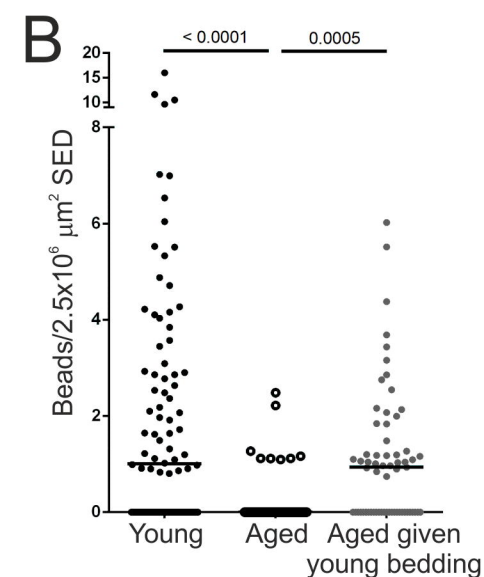 B
< 0.0001
0.0005
20
15
10
8
6
4
2
0
Beads/2.5x10⁶ μm² SED
Young
Aged
Aged given
young bedding